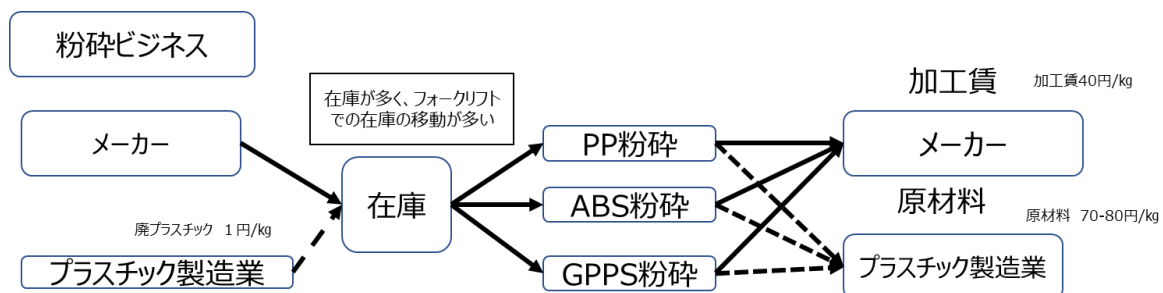 粉砕ビジネス
加工賃
加工賃40円/kg
在庫が多く、フォークリフト
での在庫の移動が多い
メーカー
PP粉砕
メーカー
在庫
ABS粉砕
原材料
廃プラスチック 1円/kg
原材料 70-80円/kg
プラスチック製造業
GPPS粉砕
プラスチック製造業